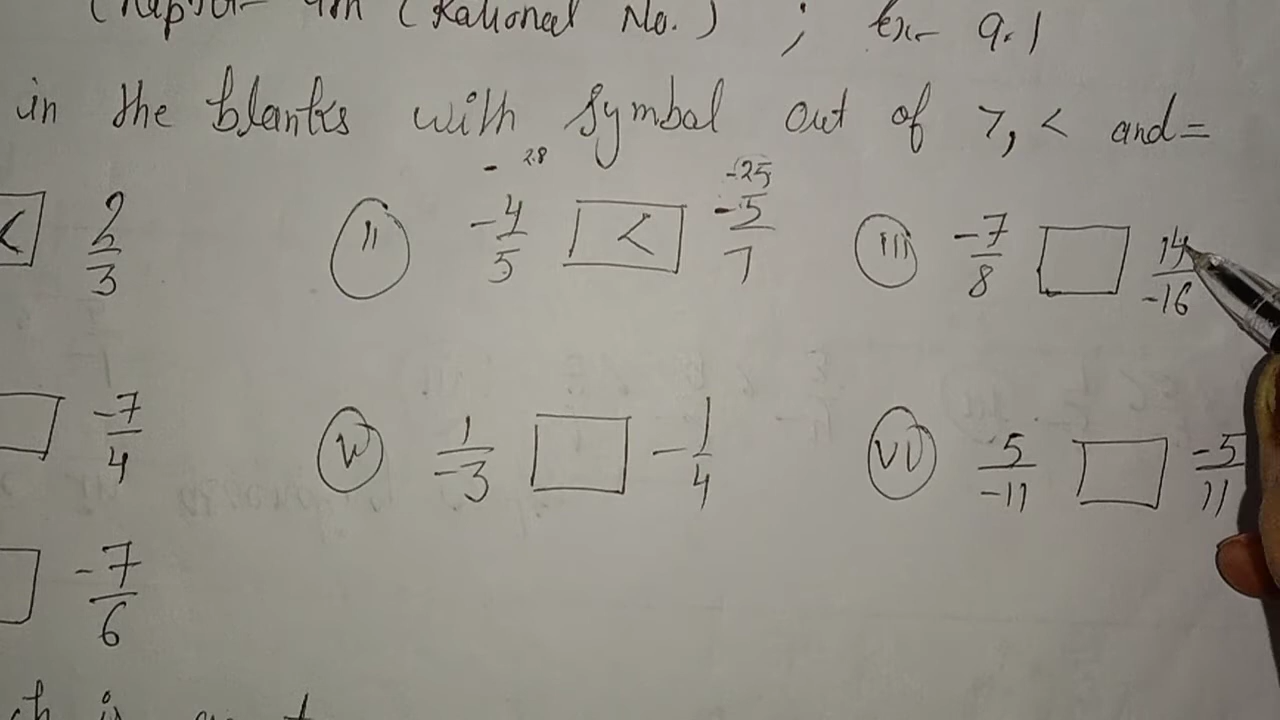 (Rational No.) ; Ex- 9.1
in the blanks with symbol out of >, < and =
< 2/3 (ii) -4/5 < -5/7 (iii) -7/8 □ 14/-16
- 28 -25
□ -7/4 (v) 1/-3 □ -1/4 (vi) 5/-11 □ -5/11
□ -7/6